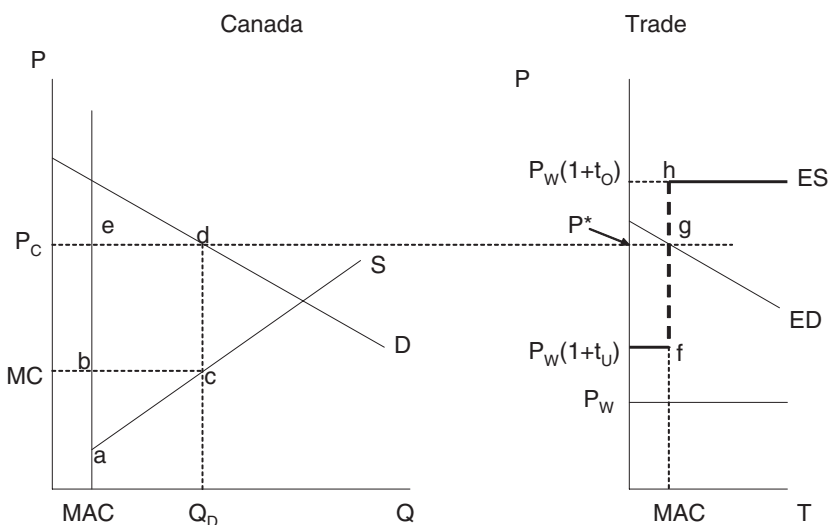 Canada
Trade
P
P
P_W(1+t_O)
h
ES
e
d
P*
g
P_C
S
ED
D
P_W(1+t_U)
f
b
MC
c
P_W
a
MAC
Q_D
Q
MAC
T